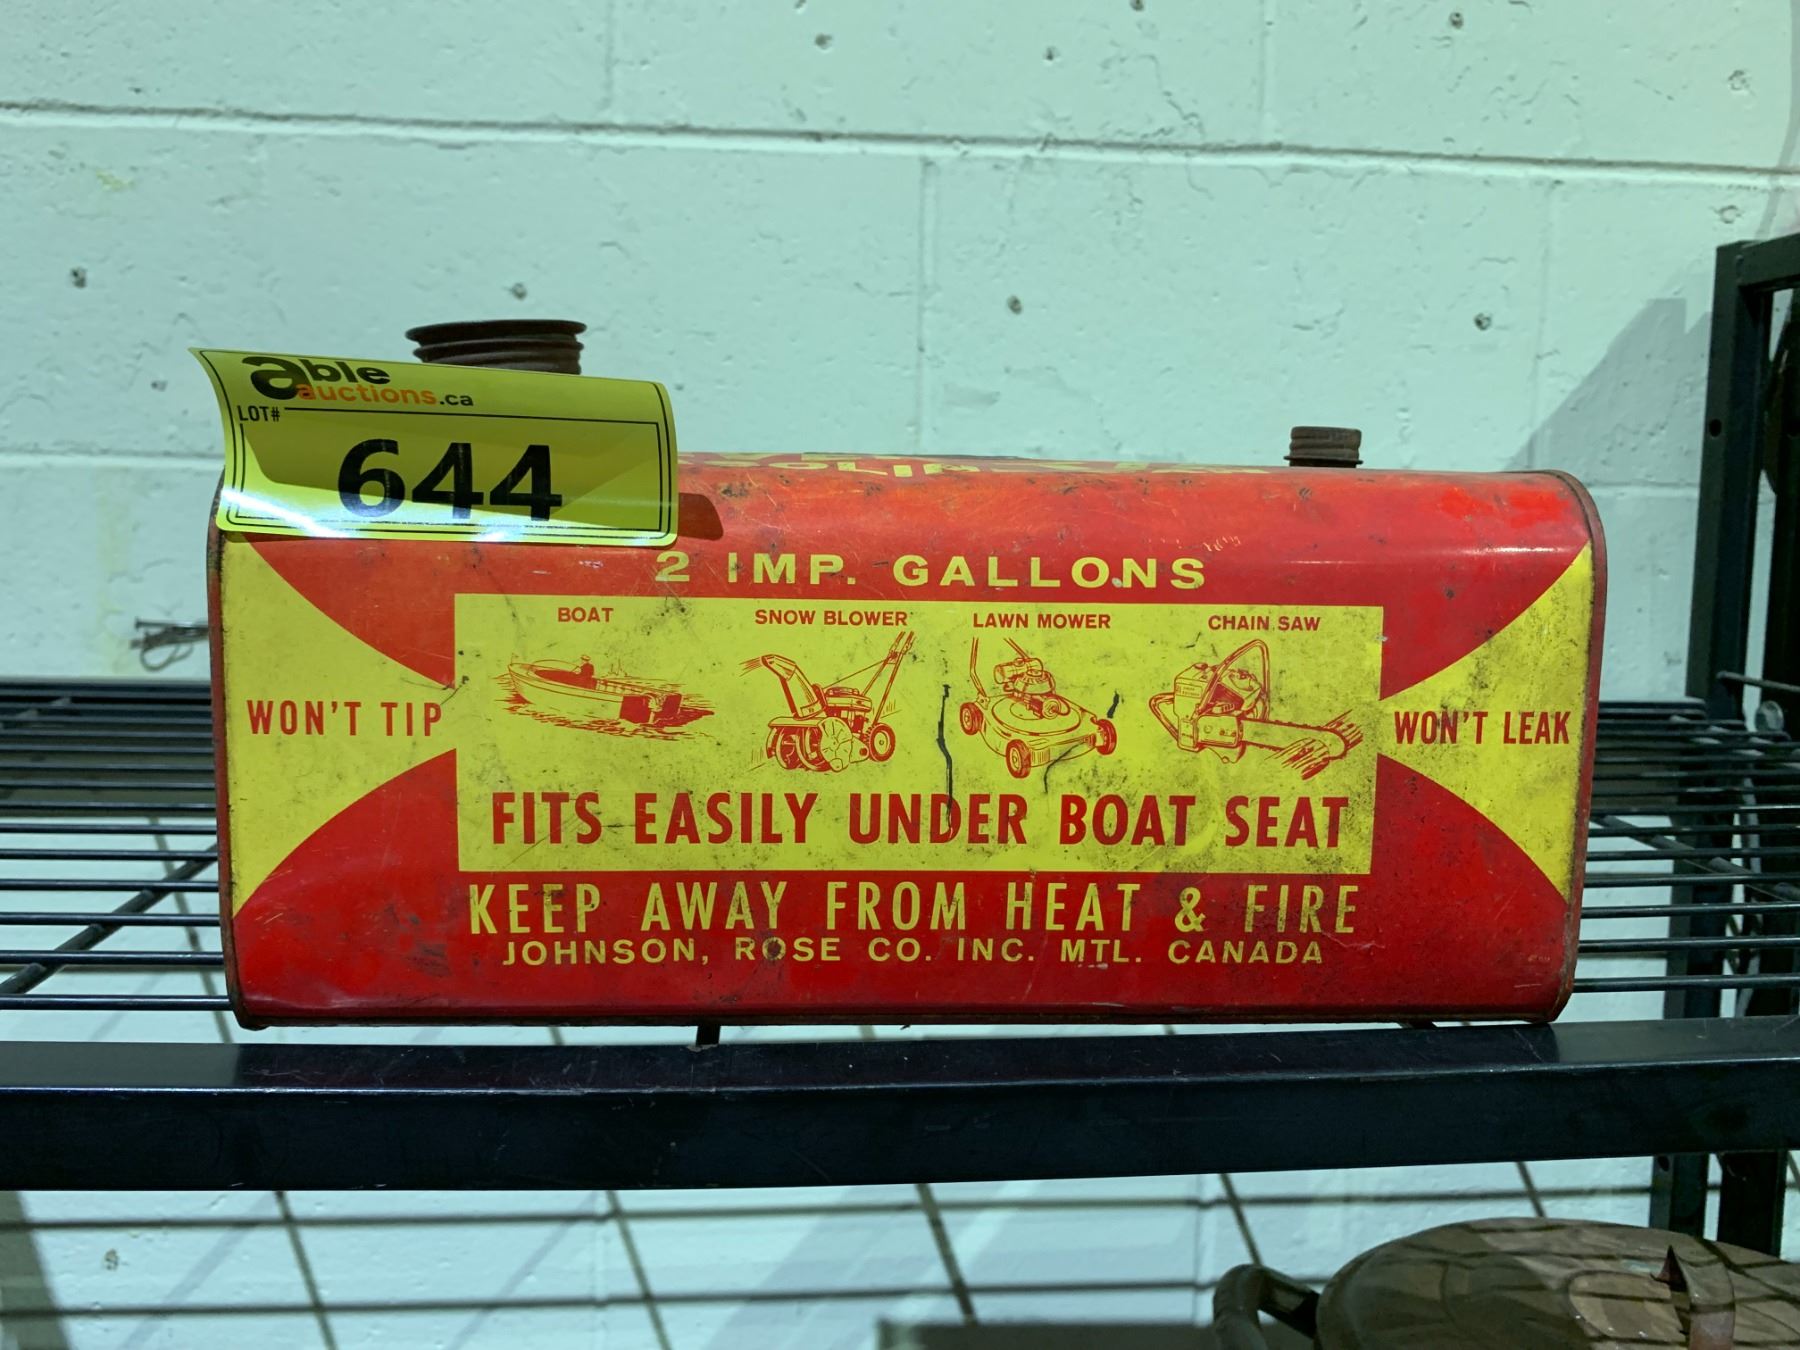 able
auctions.ca
LOT#
644
2 IMP. GALLONS
BOAT SNOW BLOWER LAWN MOWER CHAIN SAW
WON'T TIP
WON'T LEAK
FITS EASILY UNDER BOAT SEAT
KEEP AWAY FROM HEAT & FIRE
JOHNSON, ROSE CO. INC. MTL. CANADA